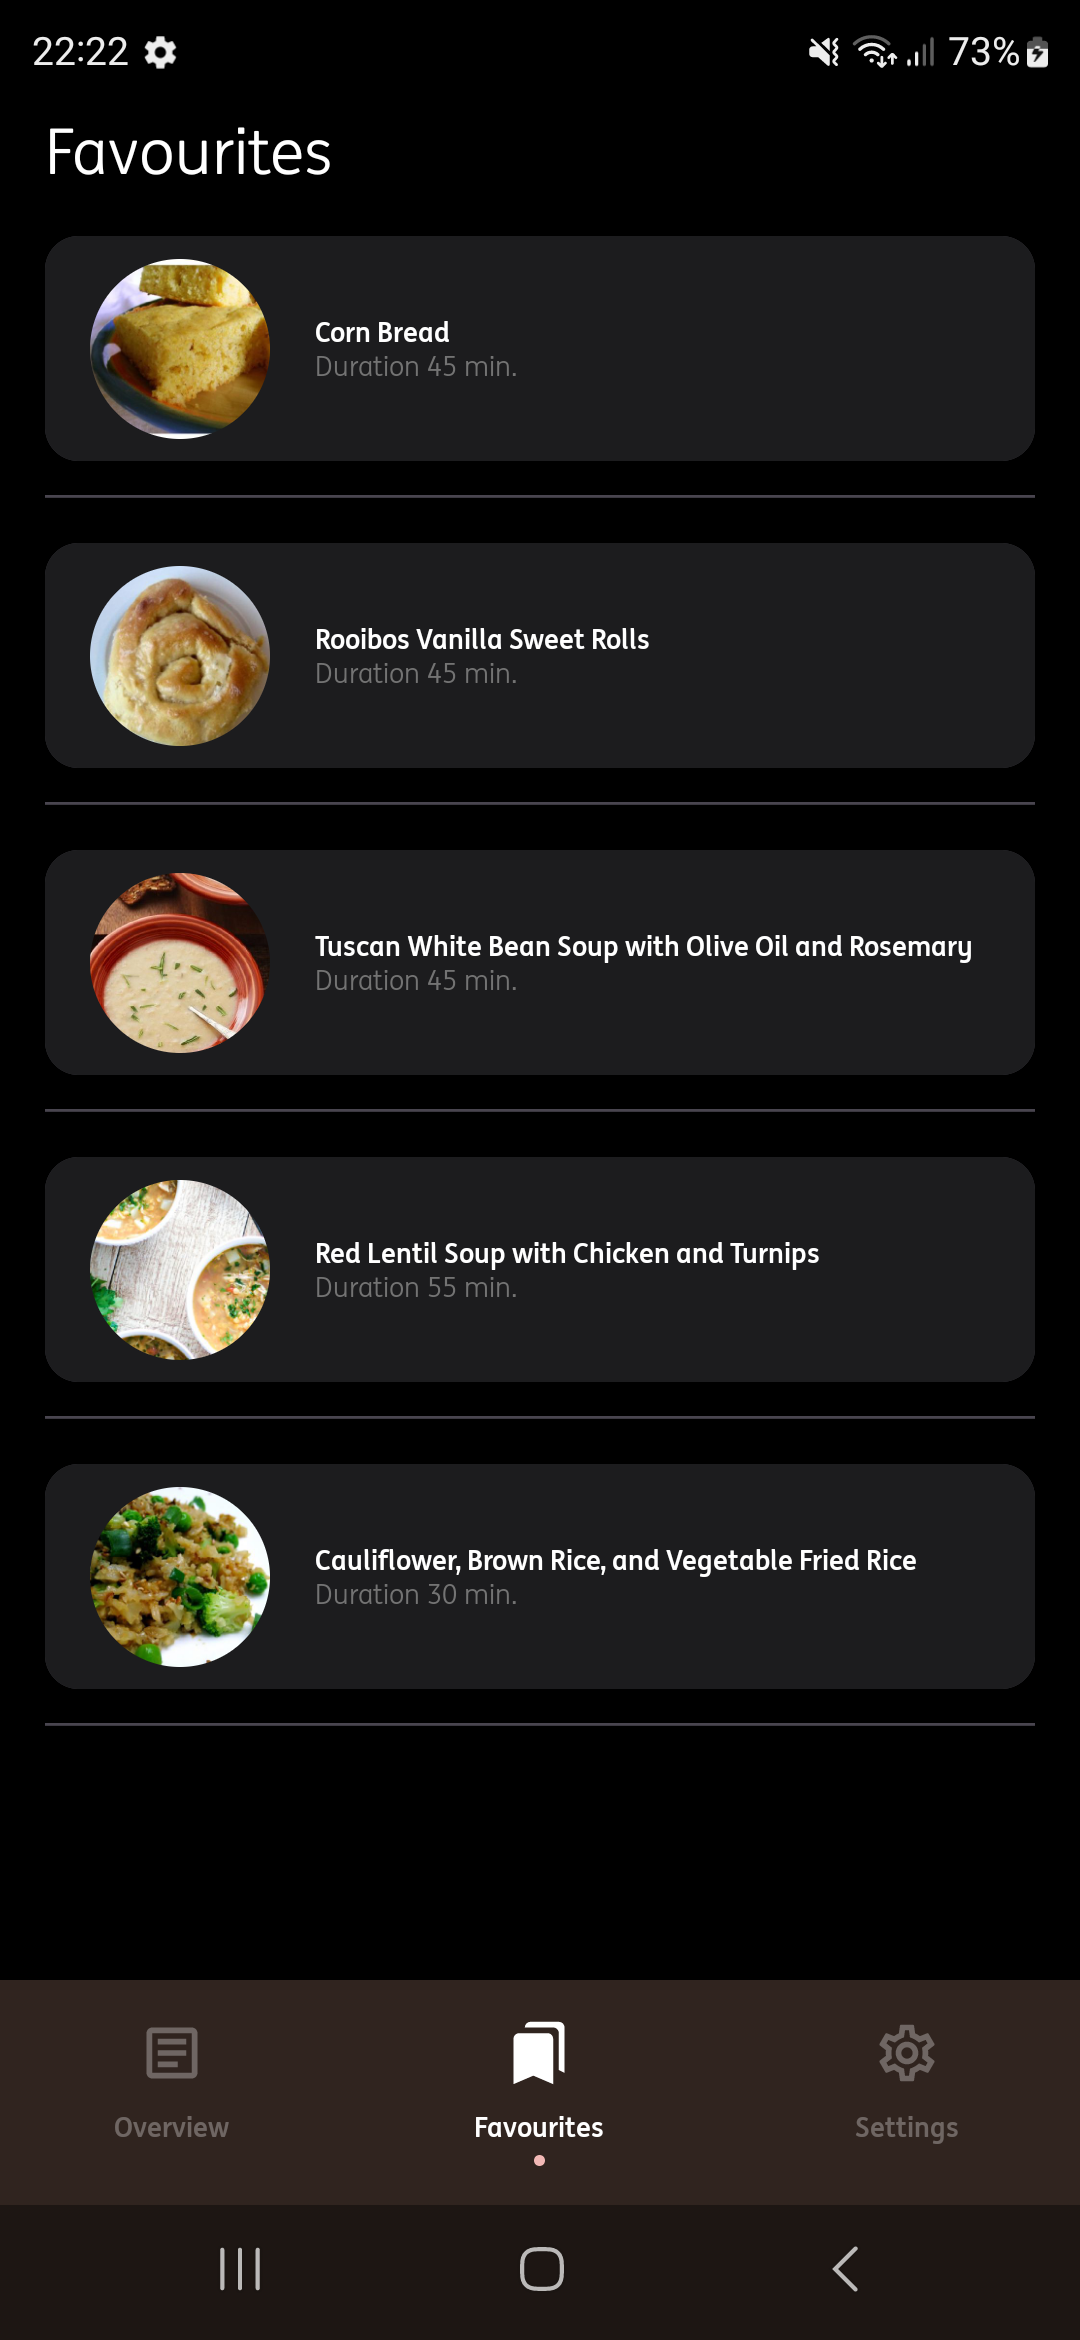 22:22
73%
Favourites
Corn Bread
Duration 45 min.
Rooibos Vanilla Sweet Rolls
Duration 45 min.
Tuscan White Bean Soup with Olive Oil and Rosemary
Duration 45 min.
Red Lentil Soup with Chicken and Turnips
Duration 55 min.
Cauliflower, Brown Rice, and Vegetable Fried Rice
Duration 30 min.
Overview
Favourites
Settings